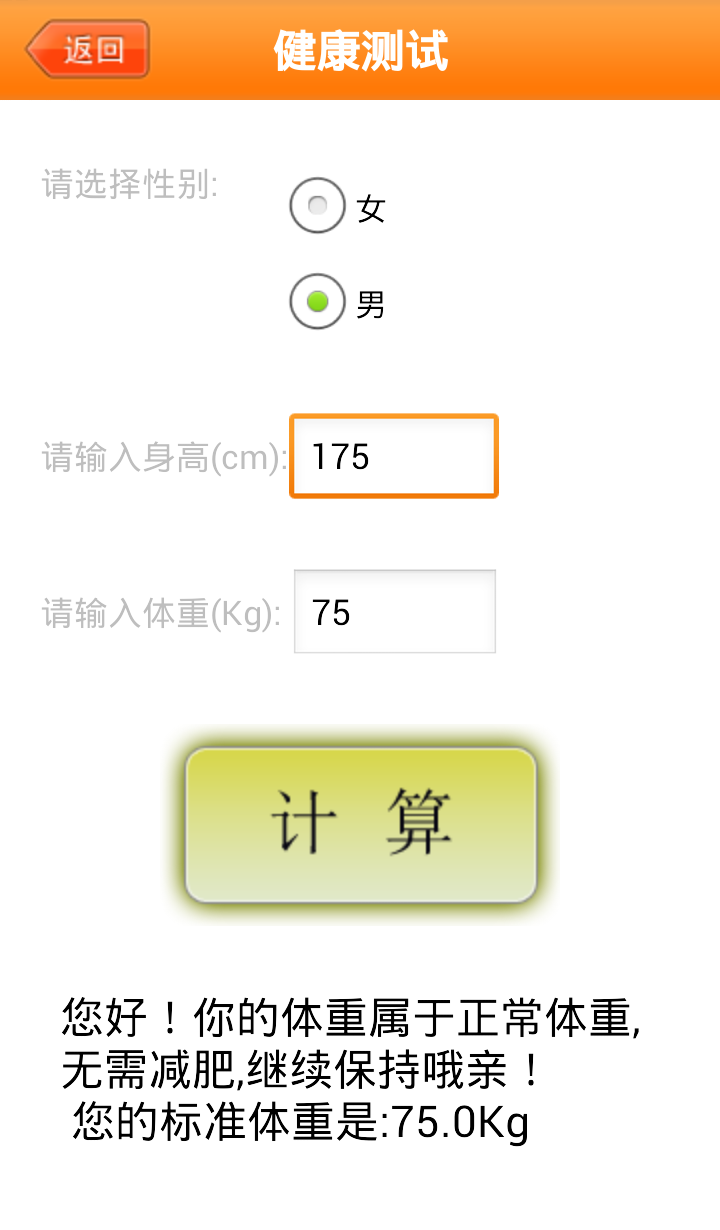 返回
健康测试
请选择性别:
女
男
请输入身高(cm):
175
请输入体重(Kg):
75
计 算
您好！你的体重属于正常体重,
无需减肥,继续保持哦亲！
您的标准体重是:75.0Kg